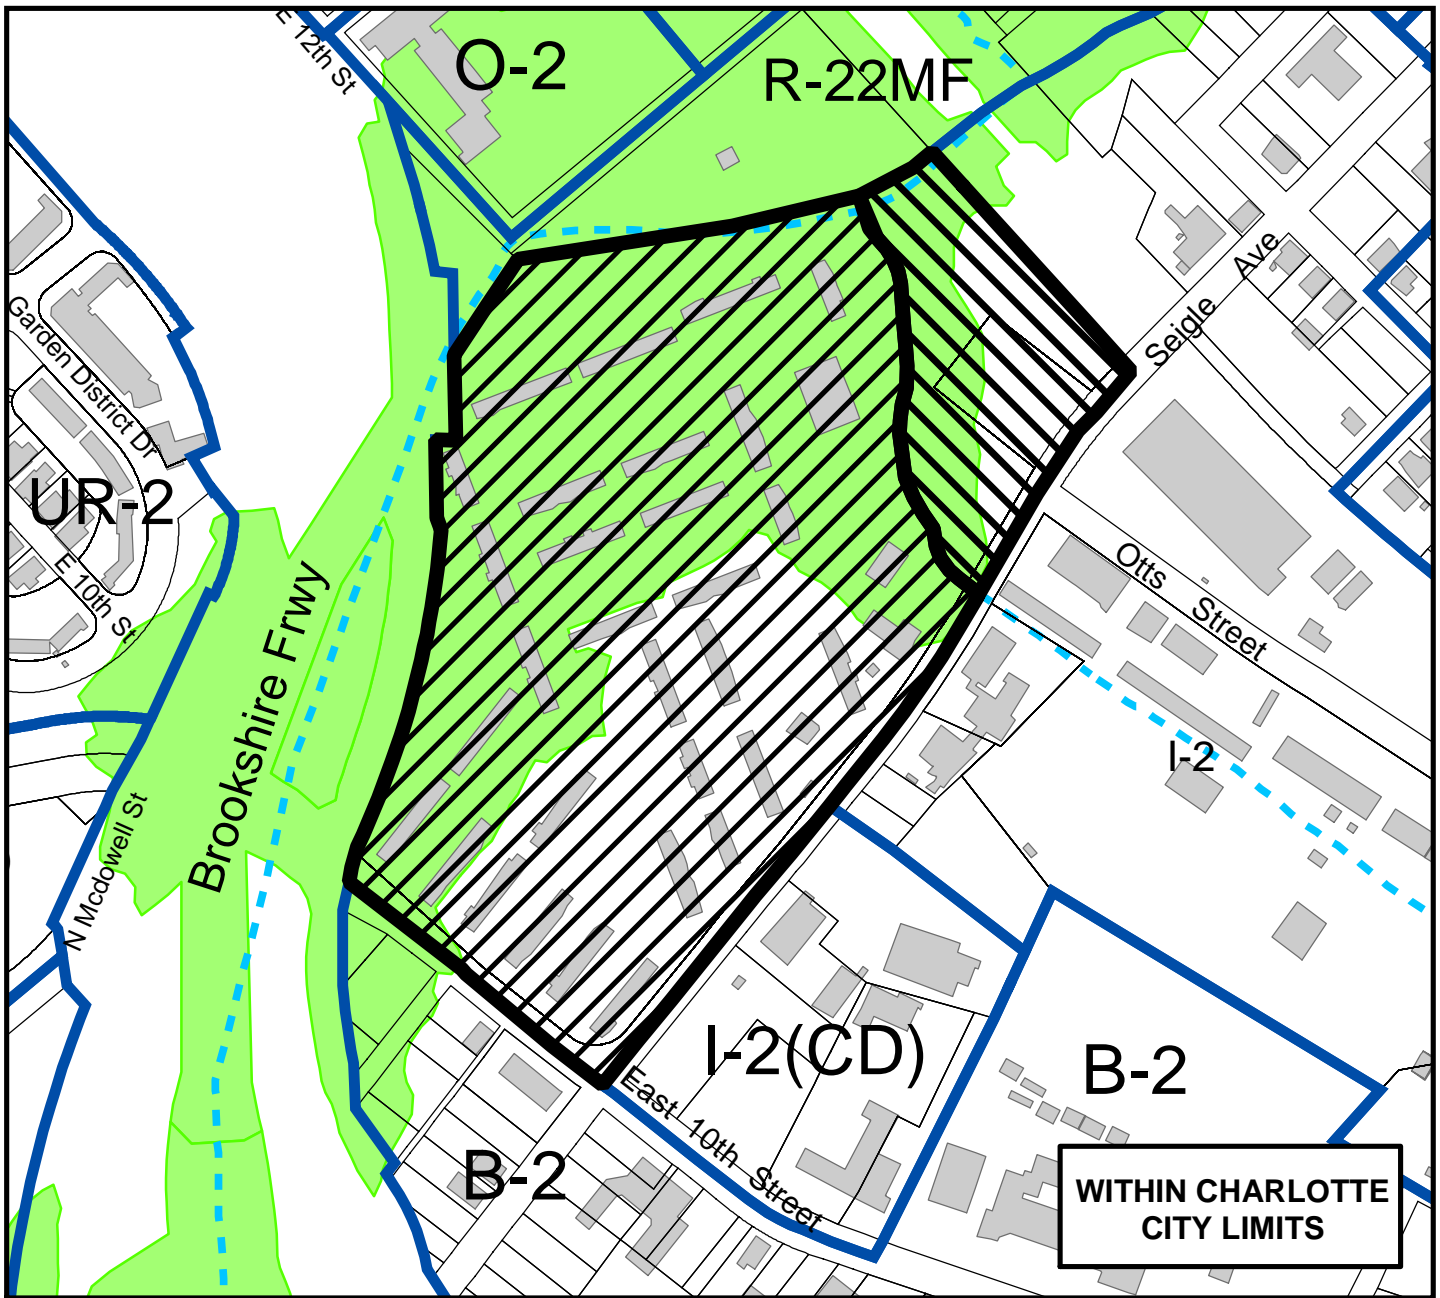 E 12th St
O-2
R-22MF
Seigle Ave
Garden District Dr
UR-2
E 10th St
Otts Street
Brookshire Frwy
I-2
N Mcdowell St
I-2(CD)
B-2
East 10th Street
B-2
WITHIN CHARLOTTE
CITY LIMITS